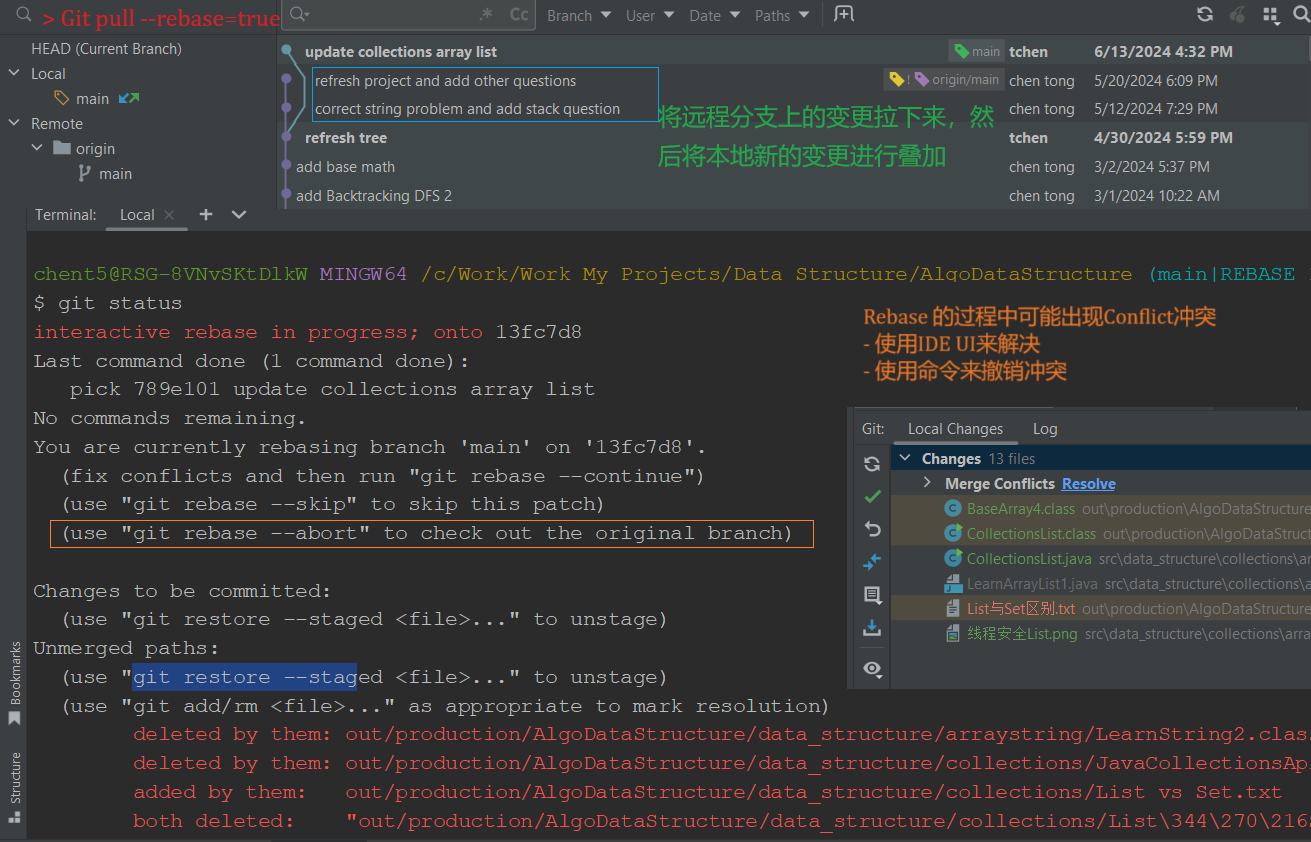 > Git pull --rebase=true
.* Cc Branch User Date Paths
HEAD (Current Branch)
Local
main
Remote
origin
main
update collections array list main tchen 6/13/2024 4:32 PM
refresh project and add other questions origin/main chen tong 5/20/2024 6:09 PM
correct string problem and add stack question chen tong 5/12/2024 7:29 PM
refresh tree tchen 4/30/2024 5:59 PM
add base math chen tong 3/2/2024 5:37 PM
add Backtracking DFS 2 chen tong 3/1/2024 10:22 AM
将远程分支上的变更拉下来，然
后将本地新的变更进行叠加
Terminal: Local
chent5@RSG-8VNvSKtDlkW MINGW64 /c/Work/Work My Projects/Data Structure/AlgoDataStructure (main|REBASE
$ git status
interactive rebase in progress; onto 13fc7d8
Last command done (1 command done):
pick 789e101 update collections array list
No commands remaining.
You are currently rebasing branch 'main' on '13fc7d8'.
(fix conflicts and then run "git rebase --continue")
(use "git rebase --skip" to skip this patch)
(use "git rebase --abort" to check out the original branch)
Changes to be committed:
(use "git restore --staged <file>..." to unstage)
Unmerged paths:
(use "git restore --staged <file>..." to unstage)
(use "git add/rm <file>..." as appropriate to mark resolution)
deleted by them: out/production/AlgoDataStructure/data_structure/arraystring/LearnString2.clas
deleted by them: out/production/AlgoDataStructure/data_structure/collections/JavaCollectionsAp
added by them: out/production/AlgoDataStructure/data_structure/collections/List vs Set.txt
both deleted: "out/production/AlgoDataStructure/data_structure/collections/List\344\270\216
Rebase 的过程中可能出现Conflict冲突
- 使用IDE UI来解决
- 使用命令来撤销冲突
Git: Local Changes Log
Changes 13 files
Merge Conflicts Resolve
BaseArray4.class out\production\AlgoDataStructure
CollectionsList.class out\production\AlgoDataStruct
CollectionsList.java src\data_structure\collections\arr
LearnArrayList1.java src\data_structure\collections\a
List与Set区别.txt out\production\AlgoDataStructure
线程安全List.png src\data_structure\collections\arra
Bookmarks
Structure